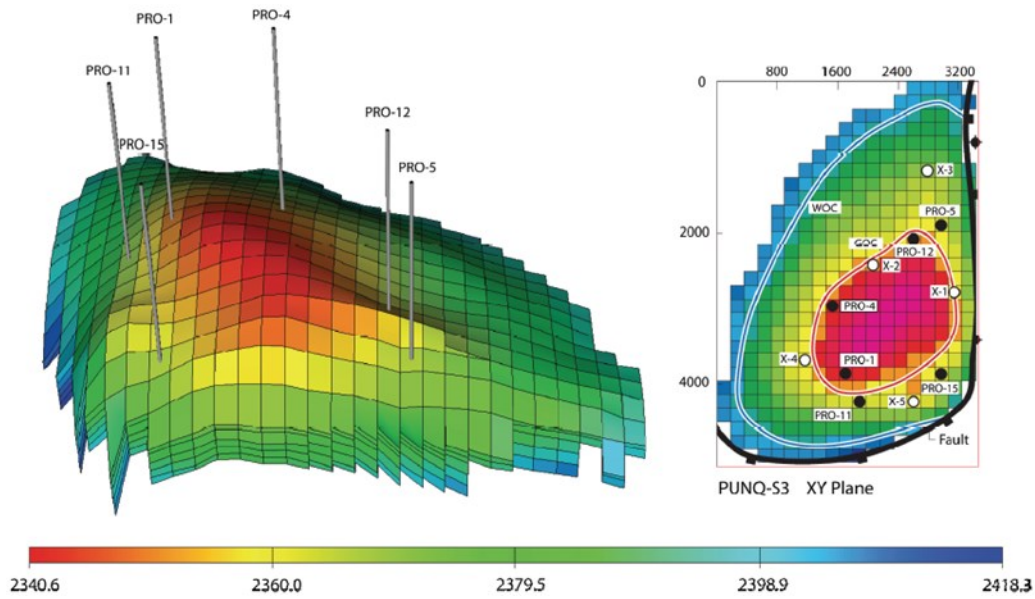 PRO-4
PRO-1
PRO-11
PRO-12
PRO-15
PRO-5
800 1600 2400 3200
0
X-3
WOC
PRO-5
2000
GOC
PRO-12
X-2
X-1
PRO-4
X-4
PRO-1
4000
PRO-15
X-5
PRO-11
Fault
PUNQ-S3 XY Plane
2340.6 2360.0 2379.5 2398.9 2418.3